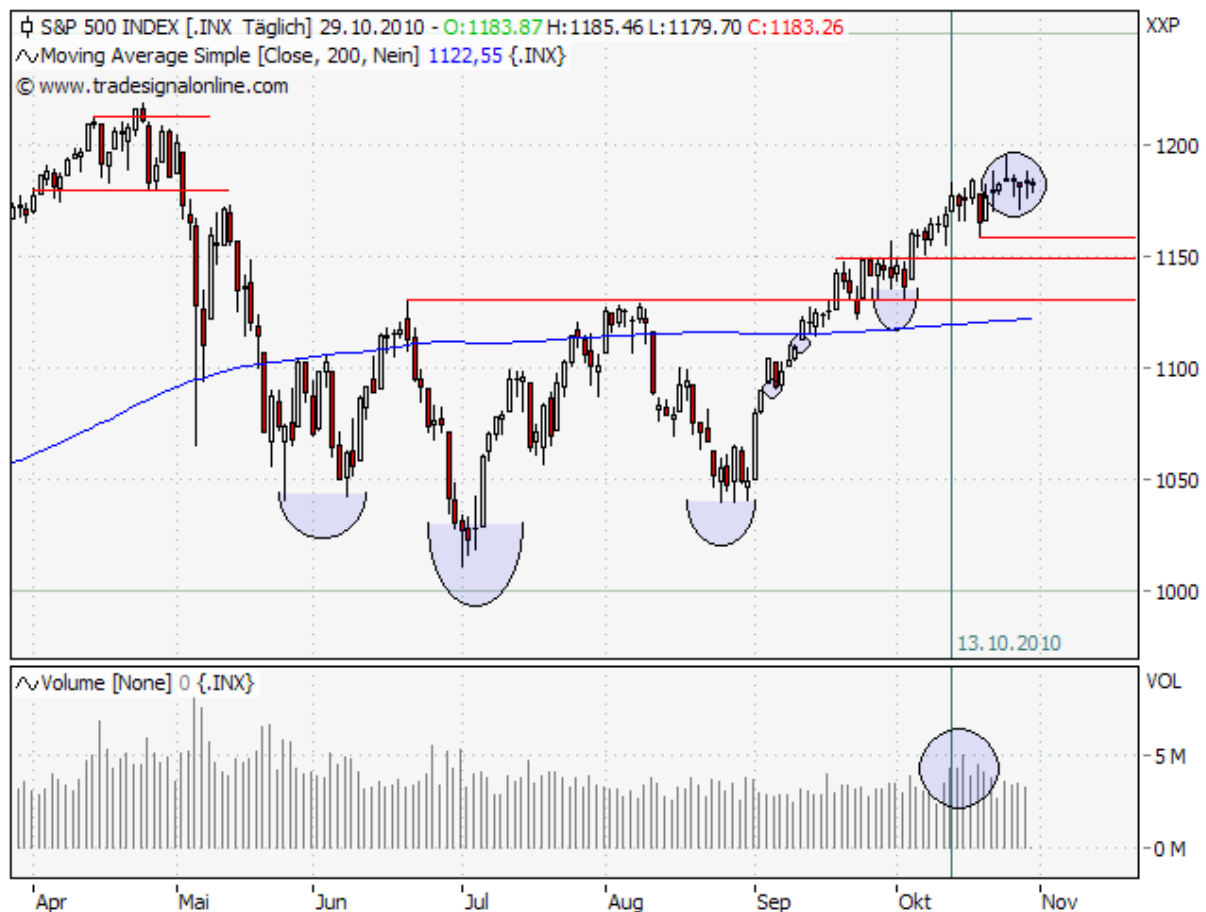 S&P 500 INDEX [.INX Täglich] 29.10.2010 - O:1183.87 H:1185.46 L:1179.70 C:1183.26
Moving Average Simple [Close, 200, Nein] 1122,55 {.INX}
© www.tradesignalonline.com
XXP
1200
1150
1100
1050
1000
13.10.2010
Volume [None] 0 {.INX}
VOL
5 M
0 M
Apr Mai Jun Jul Aug Sep Okt Nov